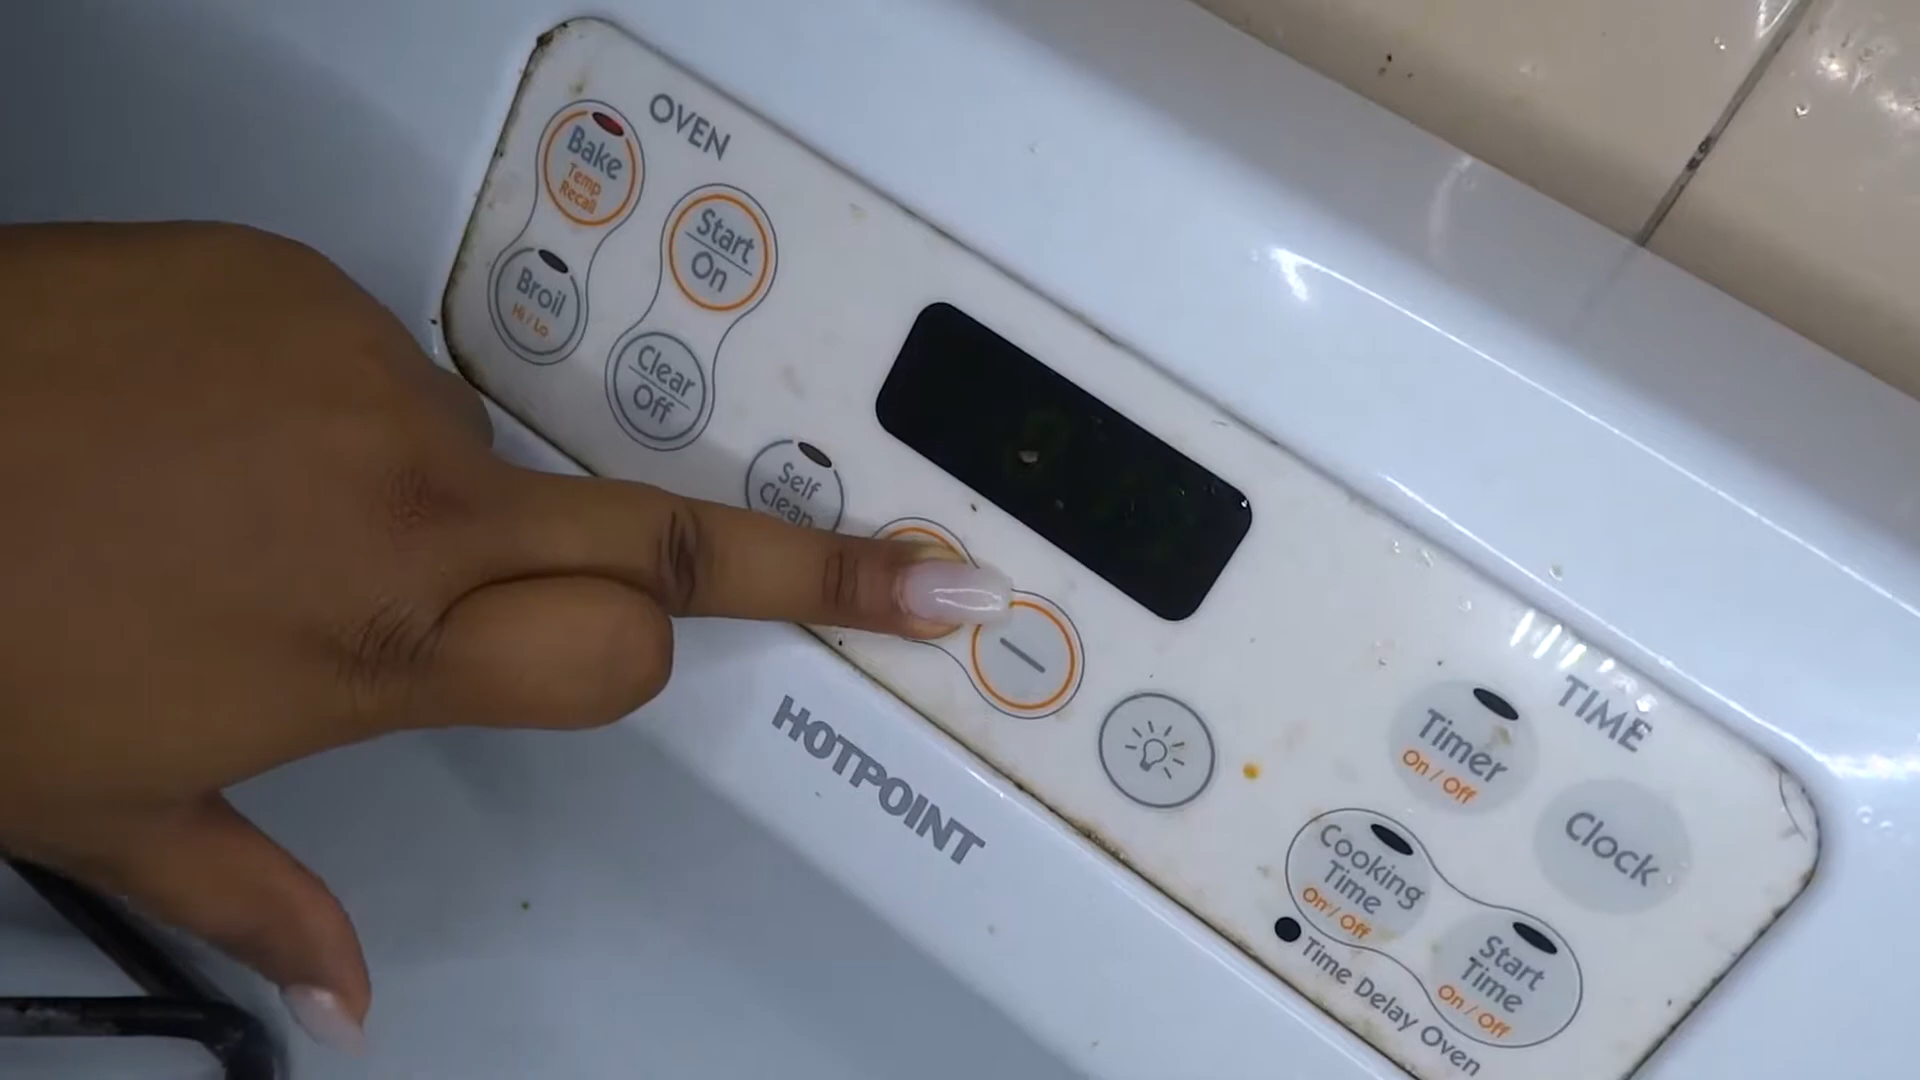 OVEN
Bake
Temp
Recall
Start
On
Broil
Hi / Lo
Clear
Off
Self
Clean
HOTPOINT
TIME
Timer
On / Off
Clock
Cooking
Time
On / Off
Start
Time
On / Off
Time Delay Oven